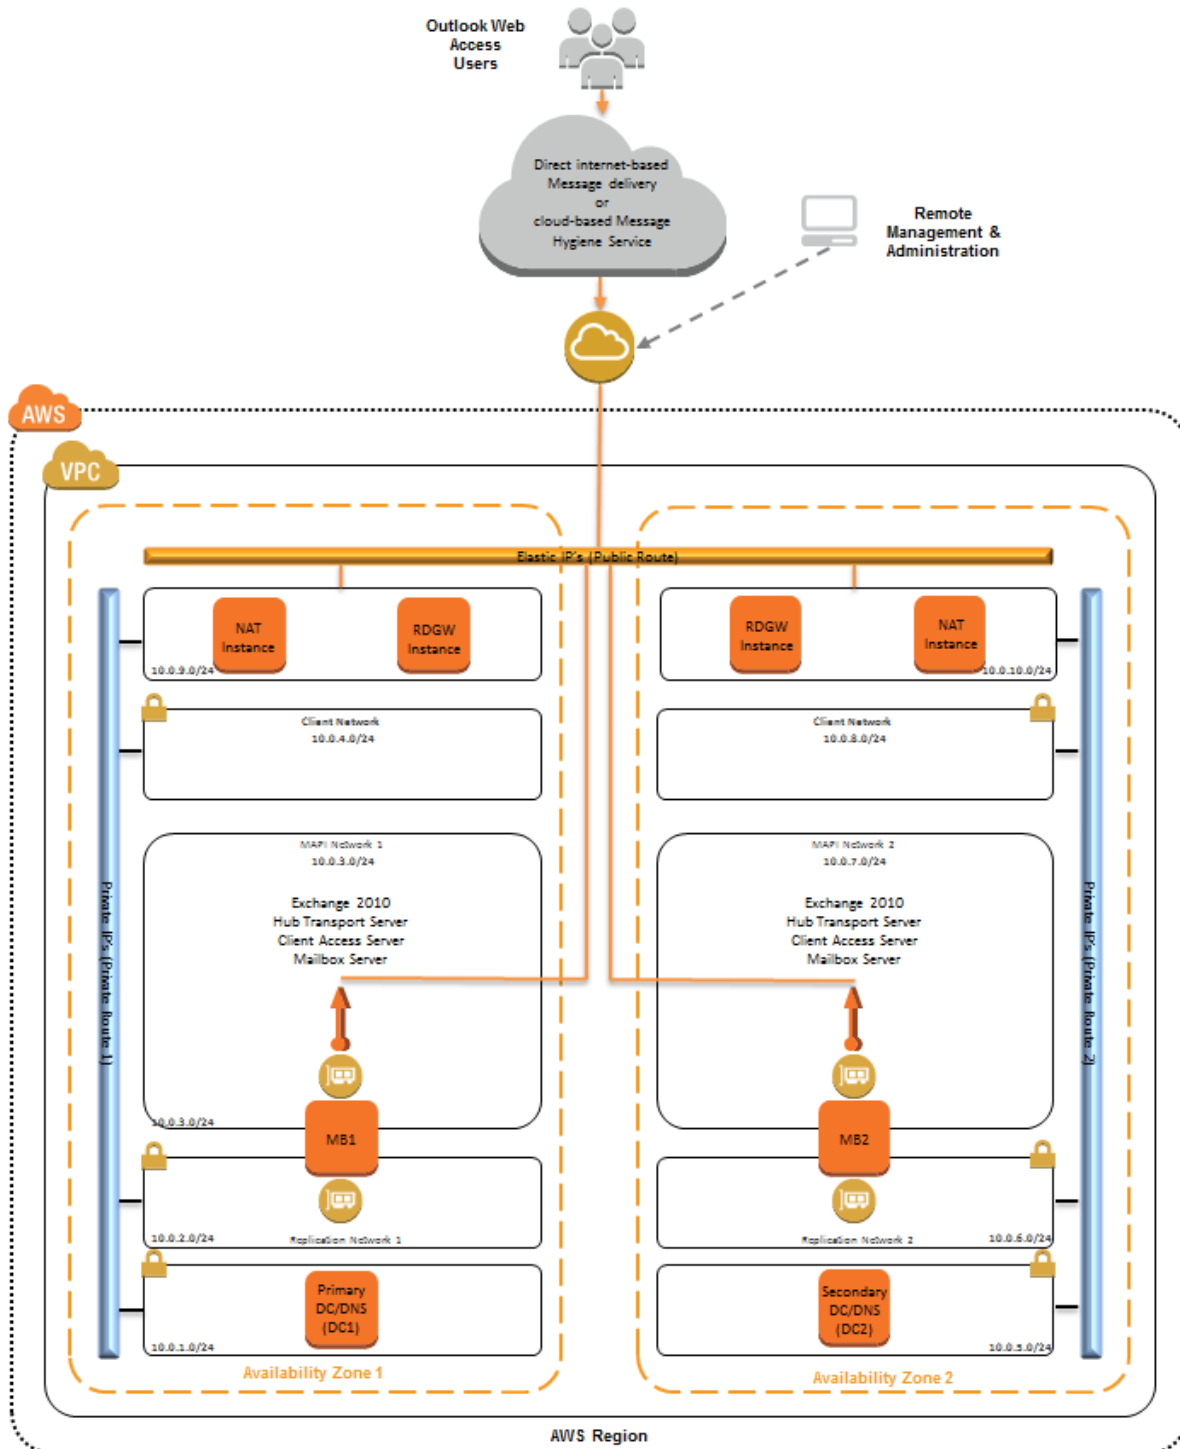 Outlook Web
Access
Users
Direct internet-based
Message delivery
or
cloud-based Message
Hygiene Service
Remote
Management &
Administration
AWS
VPC
Elastic IP's (Public Route)
NAT
Instance
RDGW
Instance
10.0.9.0/24
RDGW
Instance
NAT
Instance
10.0.10.0/24
Client Network
10.0.4.0/24
Client Network
10.0.8.0/24
MAPI Network 1
10.0.3.0/24
Exchange 2010
Hub Transport Server
Client Access Server
Mailbox Server
10.0.3.0/24
MAPI Network 2
10.0.7.0/24
Exchange 2010
Hub Transport Server
Client Access Server
Mailbox Server
Private IP's (Private Route 1)
Private IP's (Private Route 2)
MB1
MB2
10.0.2.0/24
Replication Network 1
Replication Network 2
10.0.6.0/24
Primary
DC/DNS
(DC1)
10.0.1.0/24
Secondary
DC/DNS
(DC2)
10.0.5.0/24
Availability Zone 1
Availability Zone 2
AWS Region